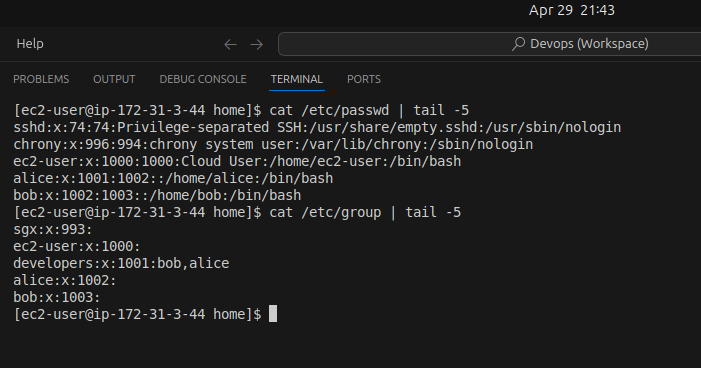 Apr 29 21:43
Help
Devops (Workspace)
PROBLEMS OUTPUT DEBUG CONSOLE TERMINAL PORTS
[ec2-user@ip-172-31-3-44 home]$ cat /etc/passwd | tail -5
sshd:x:74:74:Privilege-separated SSH:/usr/share/empty.sshd:/usr/sbin/nologin
chrony:x:996:994:chrony system user:/var/lib/chrony:/sbin/nologin
ec2-user:x:1000:1000:Cloud User:/home/ec2-user:/bin/bash
alice:x:1001:1002::/home/alice:/bin/bash
bob:x:1002:1003::/home/bob:/bin/bash
[ec2-user@ip-172-31-3-44 home]$ cat /etc/group | tail -5
sgx:x:993:
ec2-user:x:1000:
developers:x:1001:bob,alice
alice:x:1002:
bob:x:1003:
[ec2-user@ip-172-31-3-44 home]$